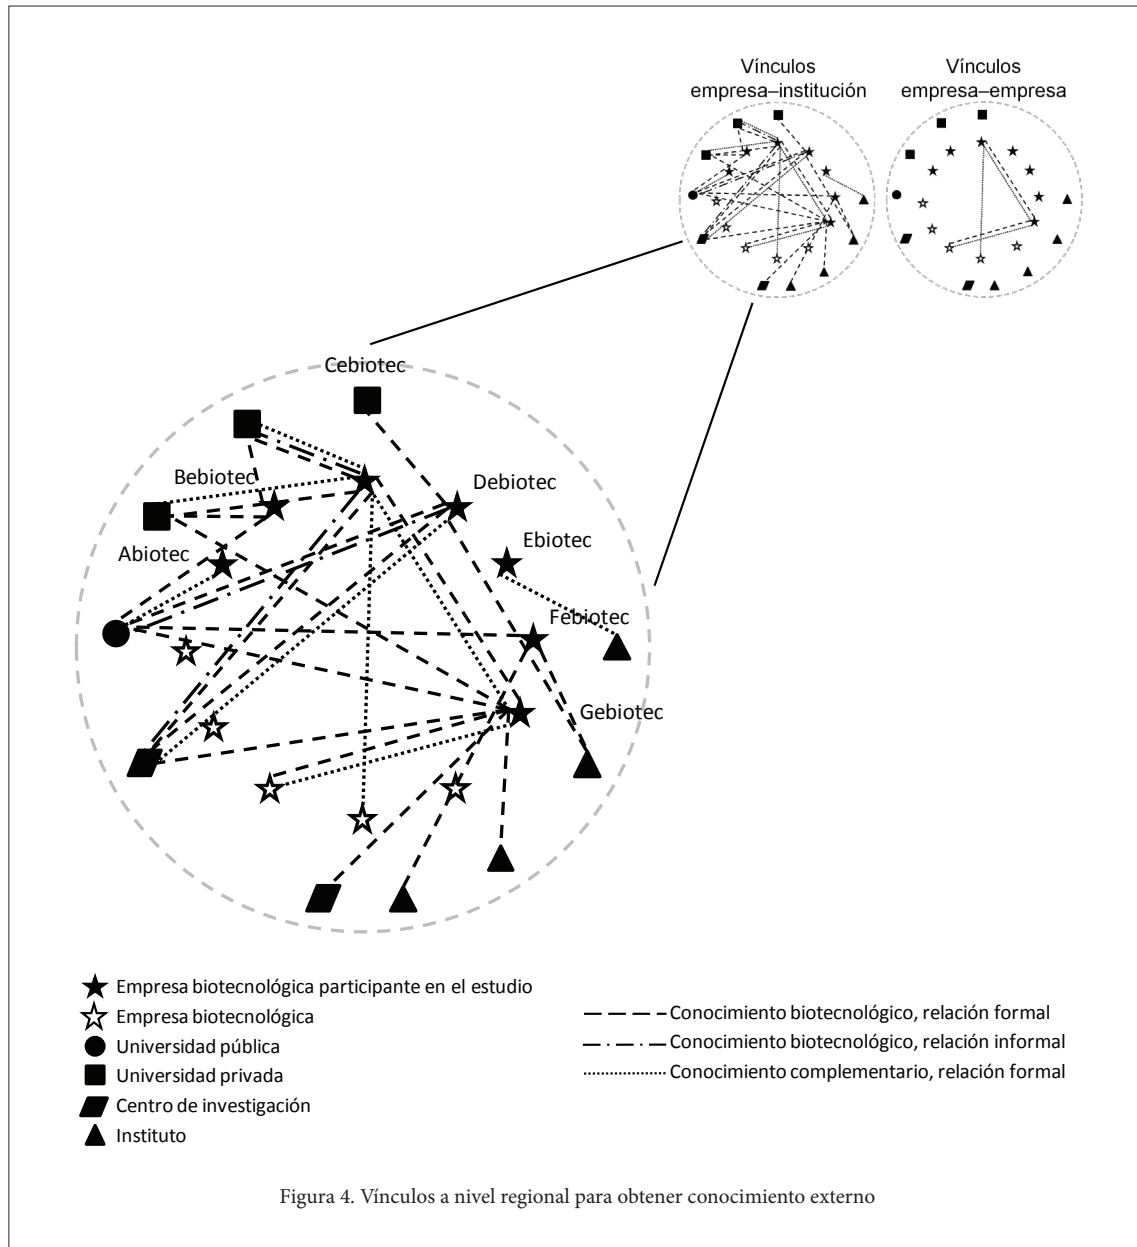 Vínculos
empresa–institución
Vínculos
empresa–empresa
Cebiotec
Bebiotec
Debiotec
Abiotec
Ebiotec
Febiotec
Gebiotec
Empresa biotecnológica participante en el estudio
Empresa biotecnológica
Universidad pública
Universidad privada
Centro de investigación
Instituto
Conocimiento biotecnológico, relación formal
Conocimiento biotecnológico, relación informal
Conocimiento complementario, relación formal
Figura 4. Vínculos a nivel regional para obtener conocimiento externo